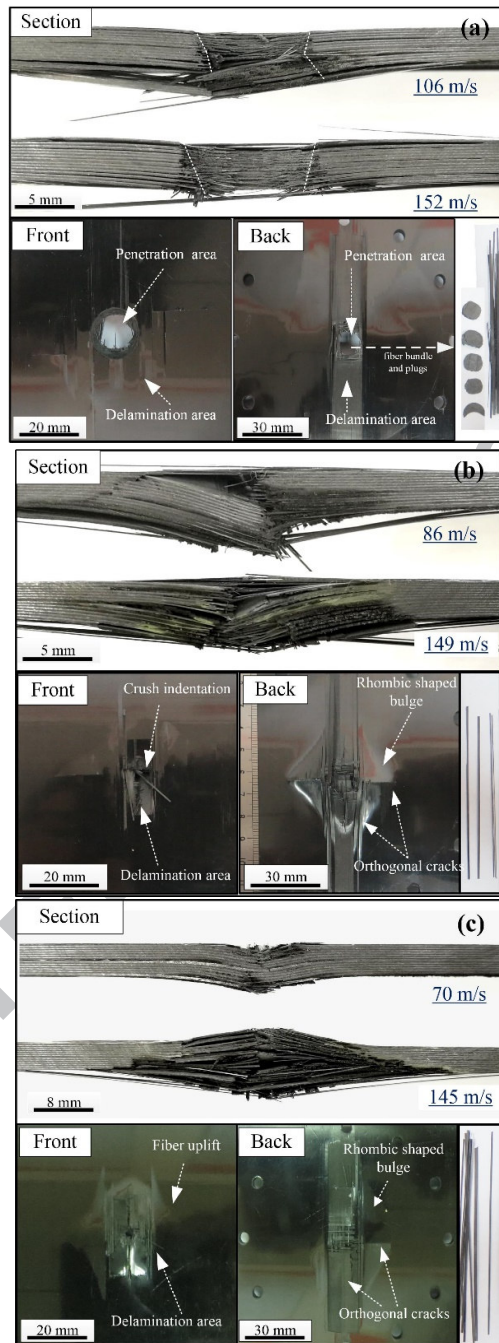 Section
(a)
106 m/s
152 m/s
5 mm
Front
Penetration area
Delamination area
20 mm
Back
Penetration area
fiber bundle
and plugs
Delamination area
30 mm
Section
(b)
86 m/s
149 m/s
5 mm
Front
Crush indentation
Delamination area
20 mm
Back
Rhombic shaped
bulge
Orthogonal cracks
30 mm
Section
(c)
70 m/s
145 m/s
8 mm
Front
Fiber uplift
Delamination area
20 mm
Back
Rhombic shaped
bulge
Orthogonal cracks
30 mm